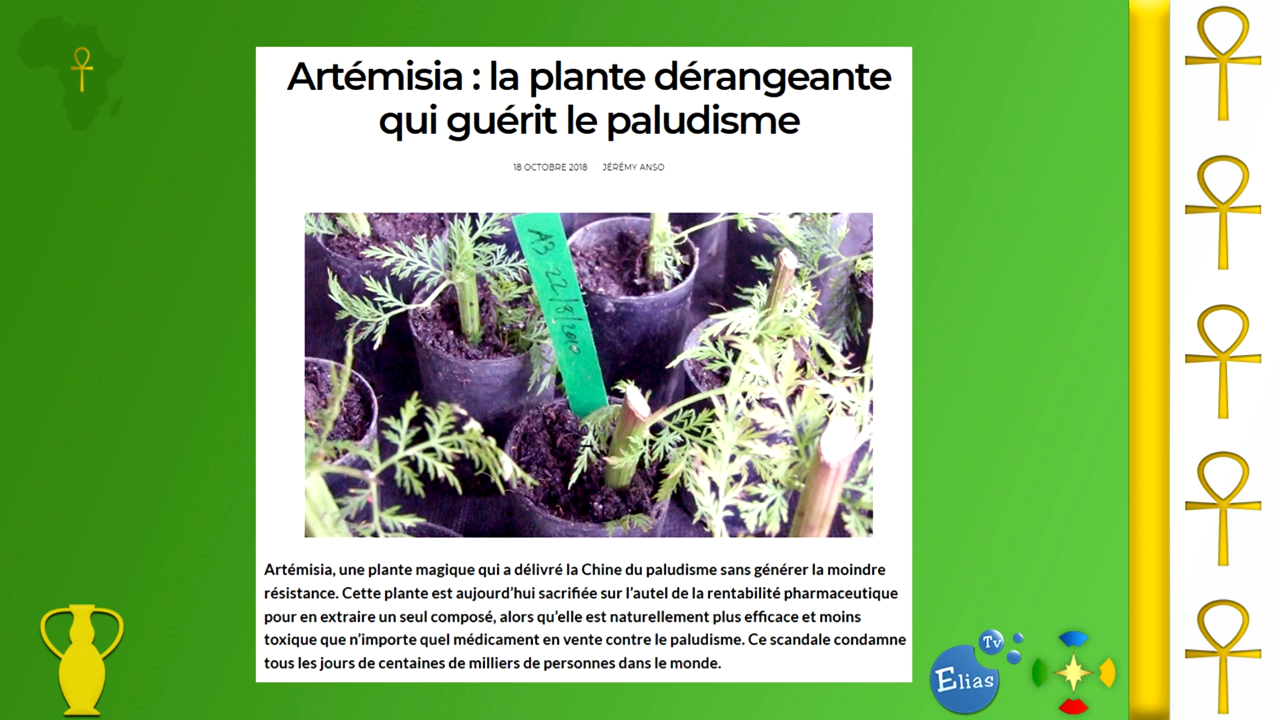 Artémisia : la plante dérangeante
qui guérit le paludisme
18 OCTOBRE 2018 · JÉRÉMY ANSO
A3 22/8/2010
Artémisia, une plante magique qui a délivré la Chine du paludisme sans générer la moindre
résistance. Cette plante est aujourd'hui sacrifiée sur l'autel de la rentabilité pharmaceutique
pour en extraire un seul composé, alors qu'elle est naturellement plus efficace et moins
toxique que n'importe quel médicament en vente contre le paludisme. Ce scandale condamne
tous les jours de centaines de milliers de personnes dans le monde.
Tv
Elias